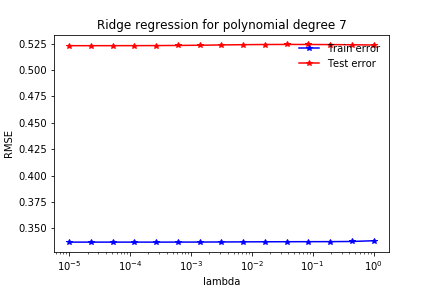 Ridge regression for polynomial degree 7
0.525
0.500
0.475
0.450
0.425
0.400
0.375
0.350
RMSE
Train error
Test error
10⁻⁵
10⁻⁴
10⁻³
10⁻²
10⁻¹
10⁰
lambda